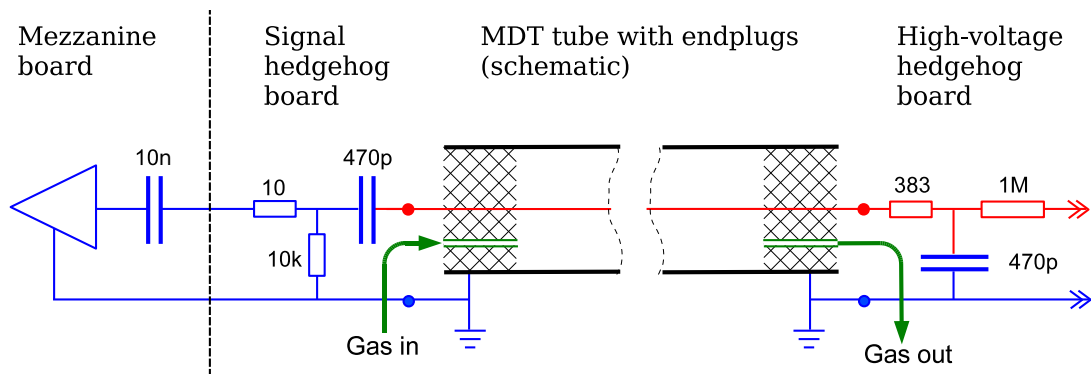 Mezzanine
board
Signal
hedgehog
board
MDT tube with endplugs
(schematic)
High-voltage
hedgehog
board
10n
10
470p
10k
383
1M
470p
Gas in
Gas out